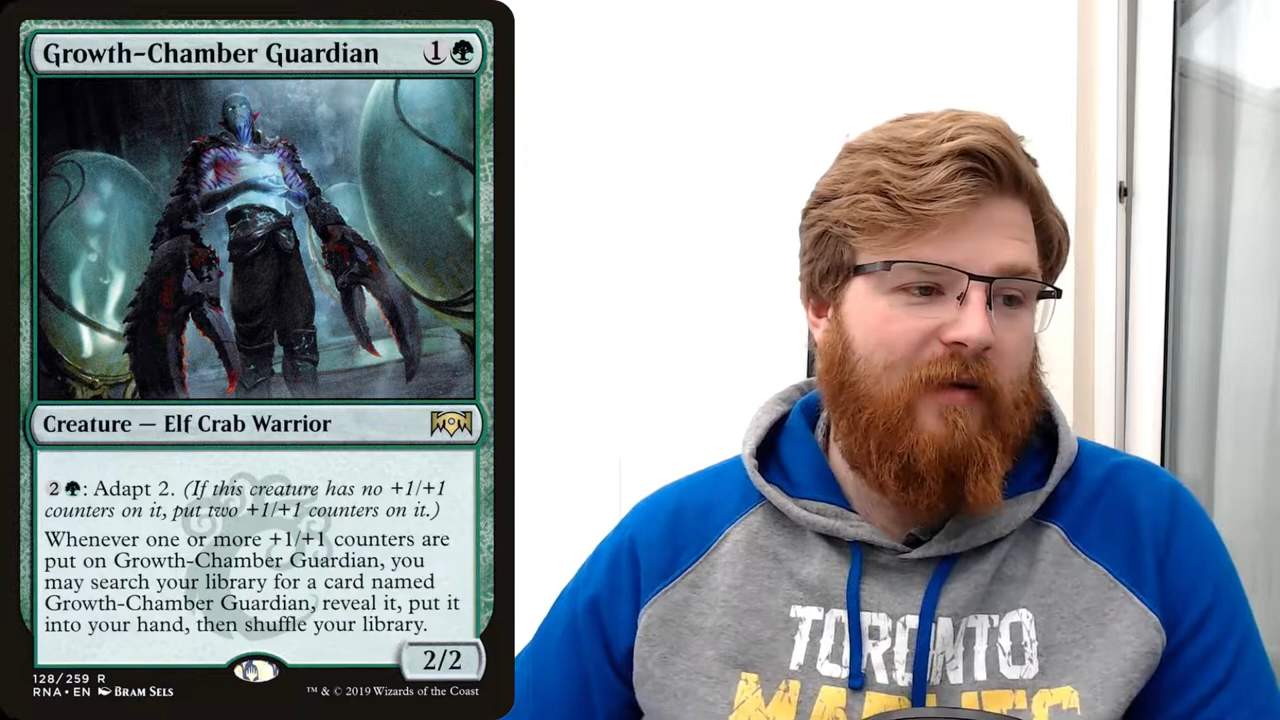 Growth-Chamber Guardian 1
Creature — Elf Crab Warrior
2 : Adapt 2. (If this creature has no +1/+1
counters on it, put two +1/+1 counters on it.)
Whenever one or more +1/+1 counters are
put on Growth-Chamber Guardian, you
may search your library for a card named
Growth-Chamber Guardian, reveal it, put it
into your hand, then shuffle your library.
2/2
128/259 R
RNA • EN Bram Sels
™ & © 2019 Wizards of the Coast
TORONTO